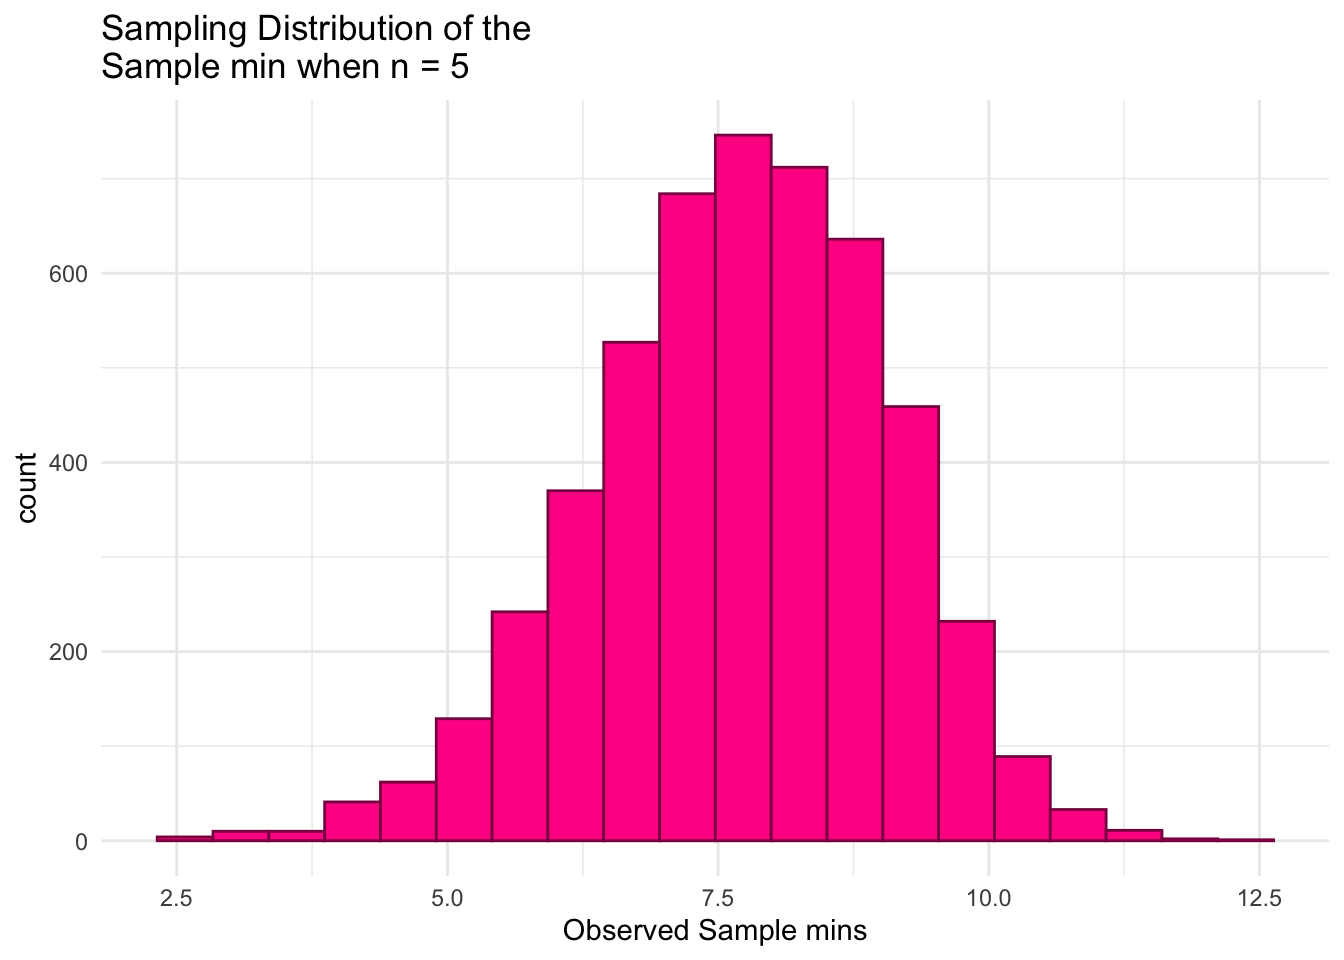 Sampling Distribution of the
Sample min when n = 5
600
400
200
0
count
2.5 5.0 7.5 10.0 12.5
Observed Sample mins